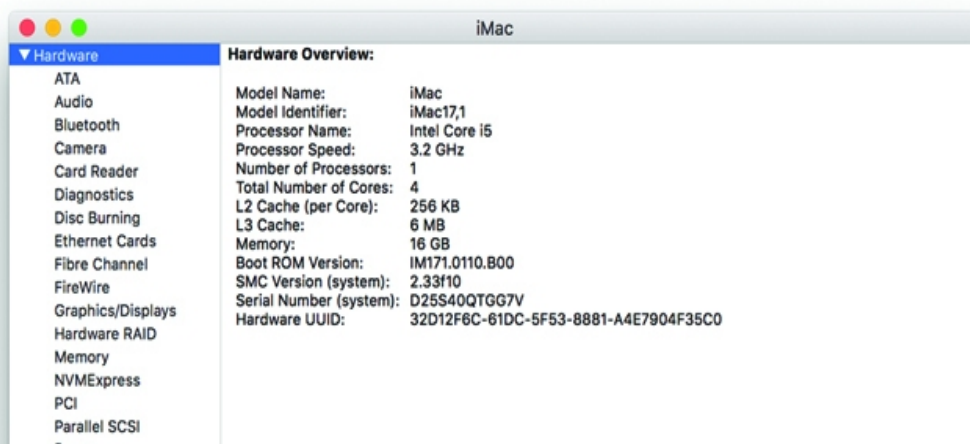 iMac
Hardware
ATA
Audio
Bluetooth
Camera
Card Reader
Diagnostics
Disc Burning
Ethernet Cards
Fibre Channel
FireWire
Graphics/Displays
Hardware RAID
Memory
NVMExpress
PCI
Parallel SCSI
Hardware Overview:
Model Name: iMac
Model Identifier: iMac17,1
Processor Name: Intel Core i5
Processor Speed: 3.2 GHz
Number of Processors: 1
Total Number of Cores: 4
L2 Cache (per Core): 256 KB
L3 Cache: 6 MB
Memory: 16 GB
Boot ROM Version: IM171.0110.B00
SMC Version (system): 2.33f10
Serial Number (system): D25S40QTGG7V
Hardware UUID: 32D12F6C-61DC-5F53-8881-A4E7904F35C0